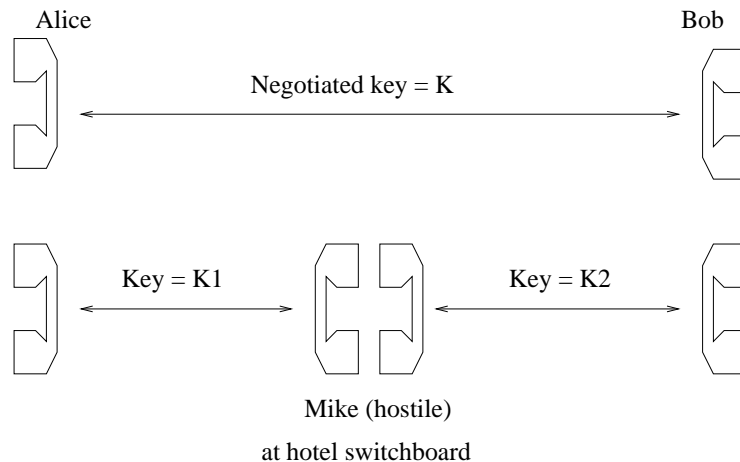 Alice
Bob
Negotiated key = K
Key = K1
Key = K2
Mike (hostile)
at hotel switchboard